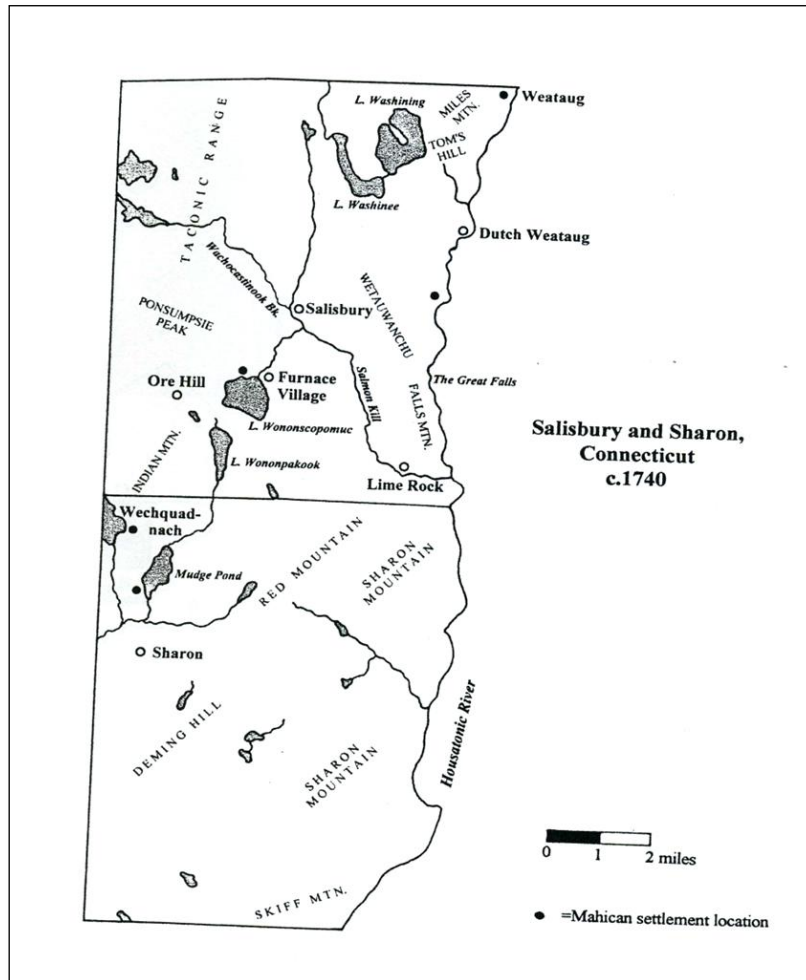 L. Washining
MILES
MTN.
Weataug
TACONIC RANGE
TOM'S
HILL
L. Washinee
Dutch Weataug
Wachocastinook Bk.
WETAUWANCHU
Salisbury
PONSUMPSIE
PEAK
The Great Falls
Ore Hill
Furnace
Village
Salmon Kill
FALLS MTN.
L. Wononscopomuc
Salisbury and Sharon,
Connecticut
c.1740
INDIAN MTN.
L. Wononpakook
Lime Rock
Wechquad-
nach
RED MOUNTAIN
SHARON
MOUNTAIN
Mudge Pond
Sharon
Housatonic River
DEMING HILL
SHARON
MOUNTAIN
0 1 2 miles
SKIFF MTN.
=Mahican settlement location